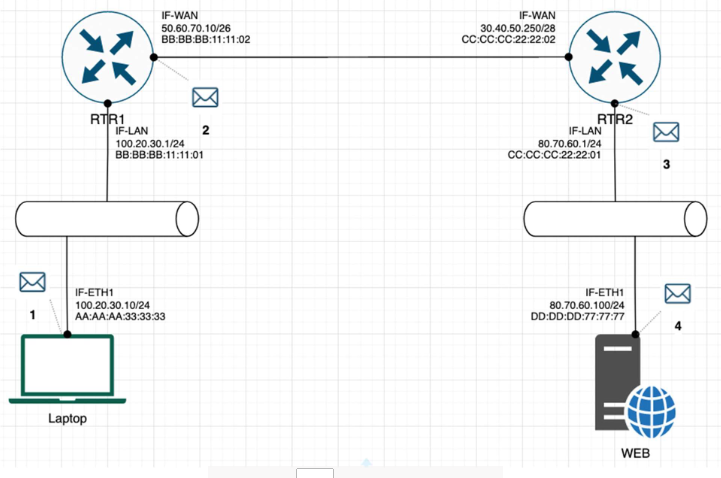 IF-WAN
50.60.70.10/26
BB:BB:BB:11:11:02
IF-WAN
30.40.50.250/28
CC:CC:CC:22:22:02
RTR1
2
IF-LAN
100.20.30.1/24
BB:BB:BB:11:11:01
RTR2
IF-LAN
80.70.60.1/24
CC:CC:CC:22:22:01
3
1
IF-ETH1
100.20.30.10/24
AA:AA:AA:33:33:33
IF-ETH1
80.70.60.100/24
DD:DD:DD:77:77:77
4
Laptop
WEB